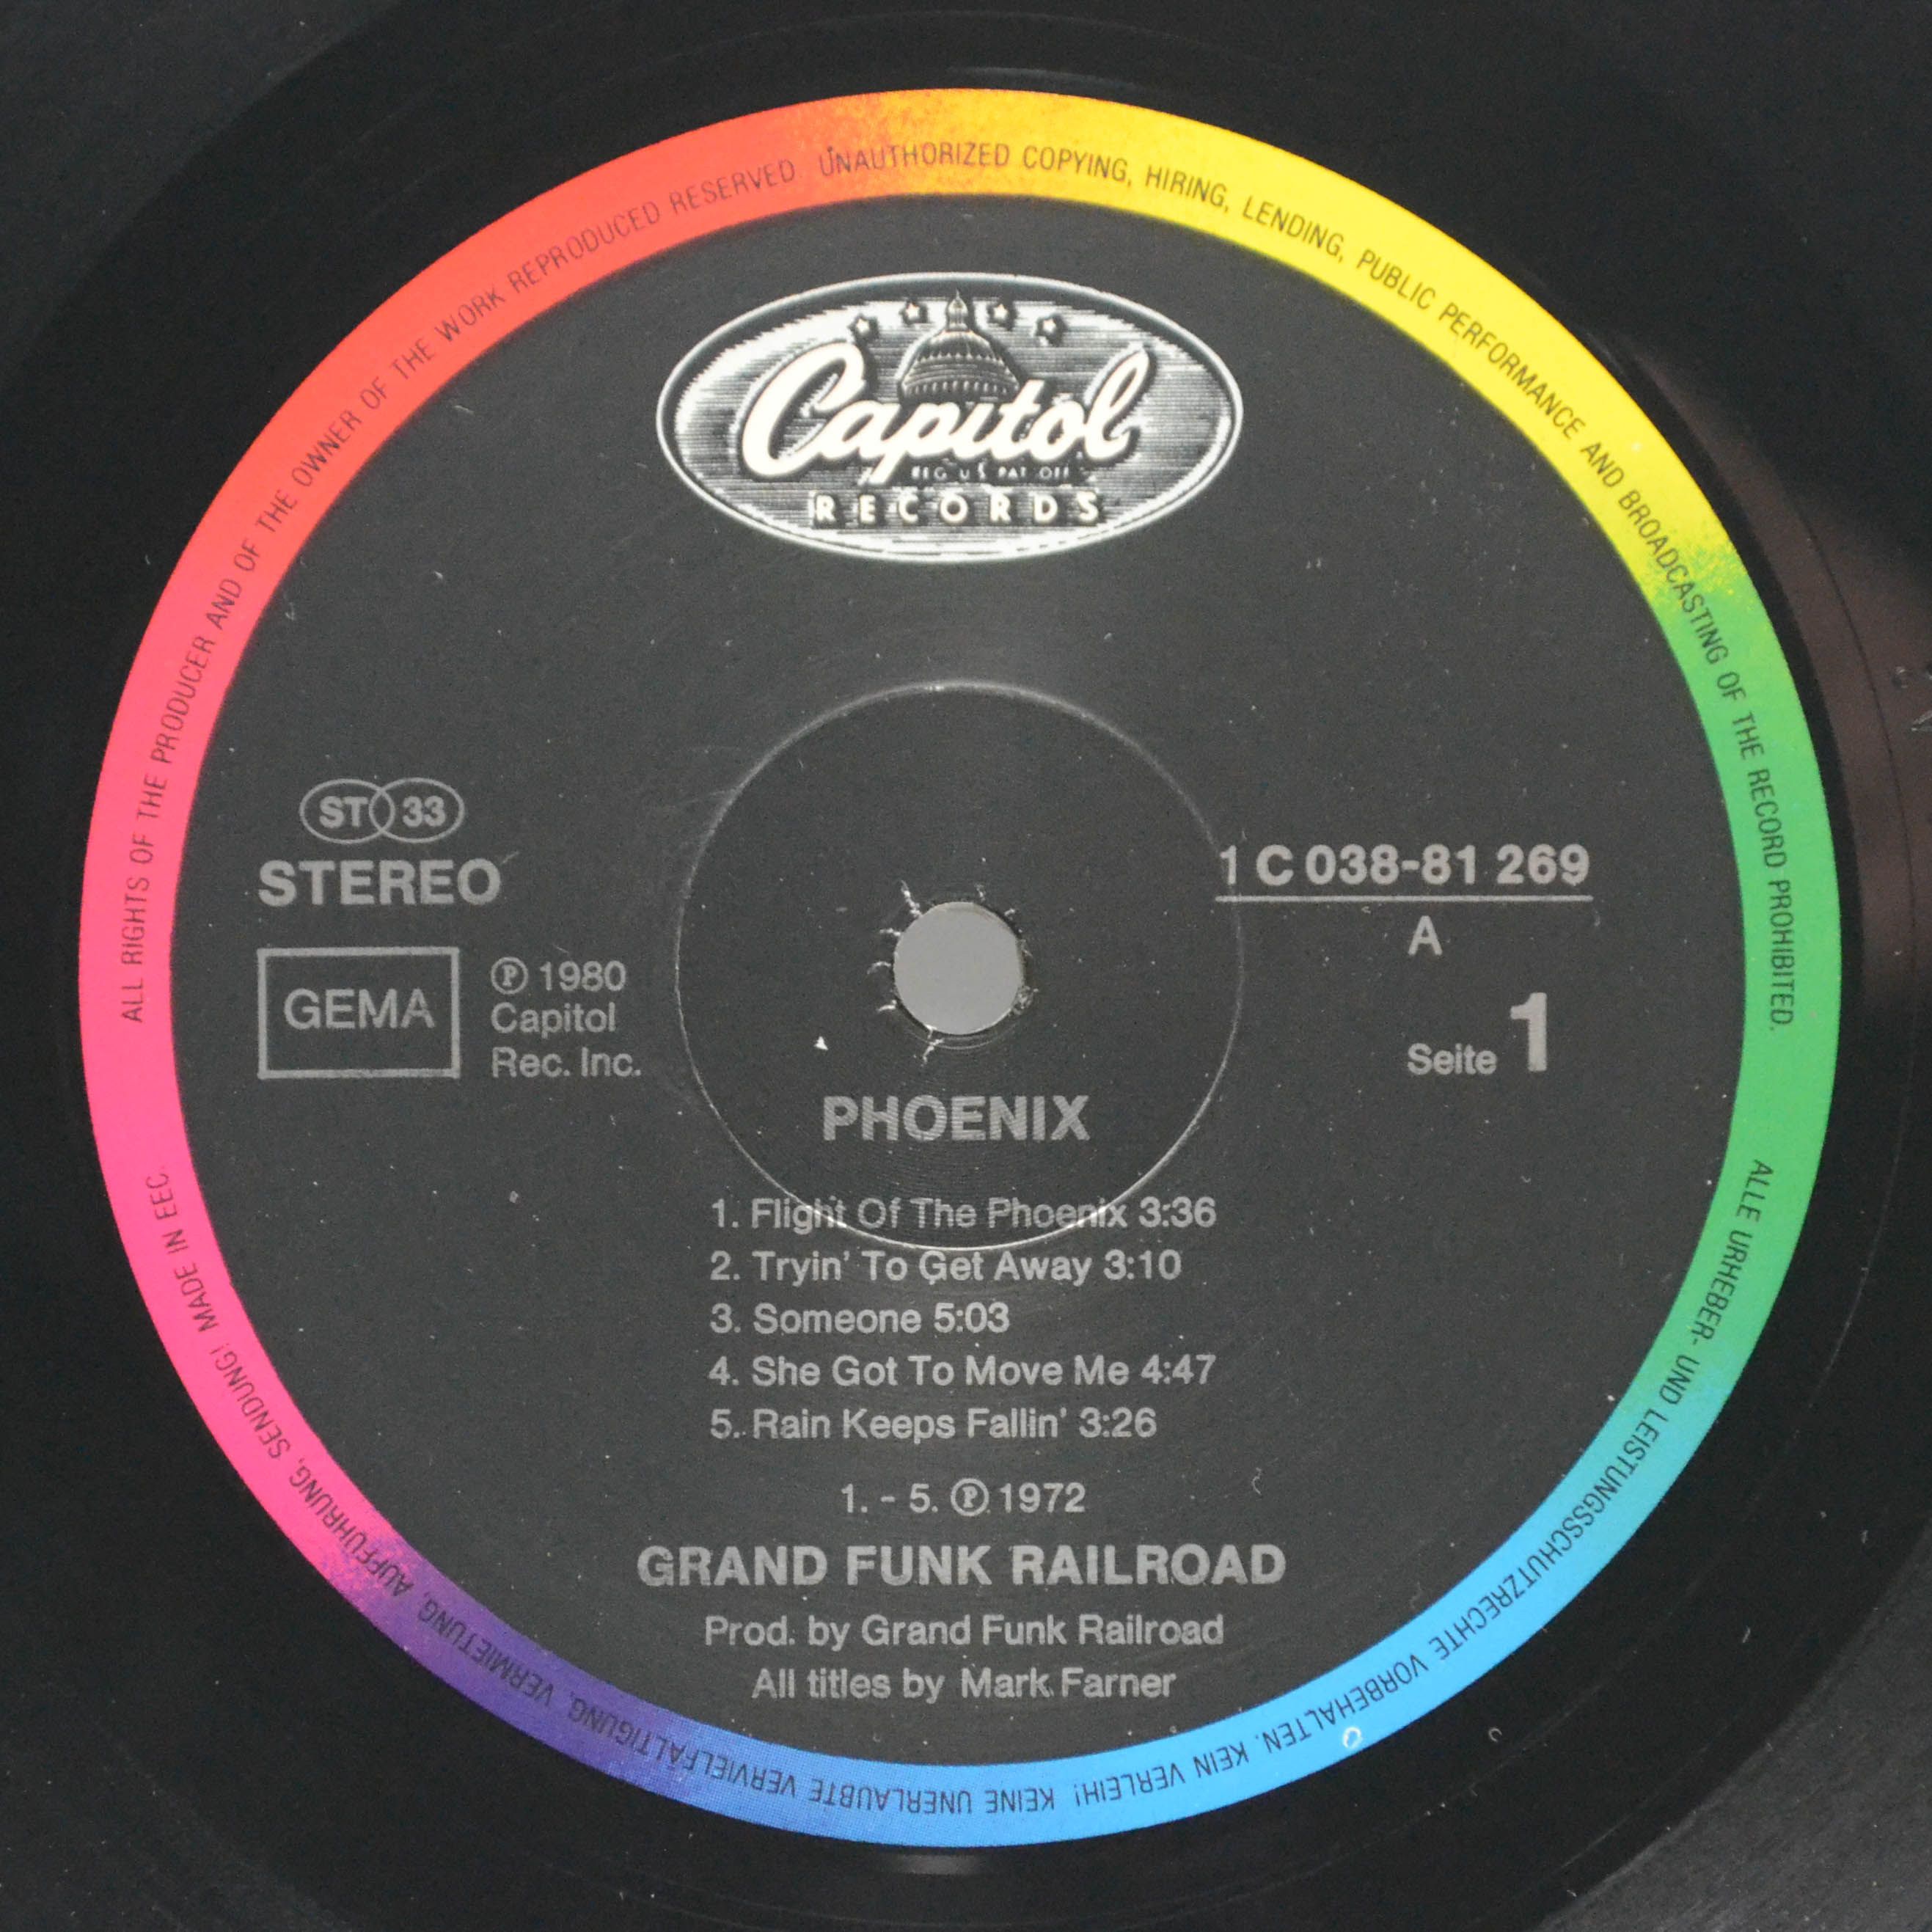 ALL RIGHTS OF THE PRODUCER AND OF THE OWNER OF THE WORK REPRODUCED RESERVED. UNAUTHORIZED COPYING, HIRING, LENDING, PUBLIC PERFORMANCE AND BROADCASTING OF THE RECORD PROHIBITED.
Capitol
REG U.S. PAT. OFF.
RECORDS
ST 33
STEREO
GEMA
℗ 1980
Capitol
Rec. Inc.
1 C 038-81 269
A
Seite 1
PHOENIX
1. Flight Of The Phoenix 3:36
2. Tryin' To Get Away 3:10
3. Someone 5:03
4. She Got To Move Me 4:47
5. Rain Keeps Fallin' 3:26
1. - 5. ℗ 1972
GRAND FUNK RAILROAD
Prod. by Grand Funk Railroad
All titles by Mark Farner
ALLE URHEBER- UND LEISTUNGSSCHUTZRECHTE VORBEHALTEN. KEIN VERLEIH! KEINE UNERLAUBTE VERVIELFÄLTIGUNG, VERMIETUNG, AUFFÜHRUNG, SENDUNG! MADE IN EEC.